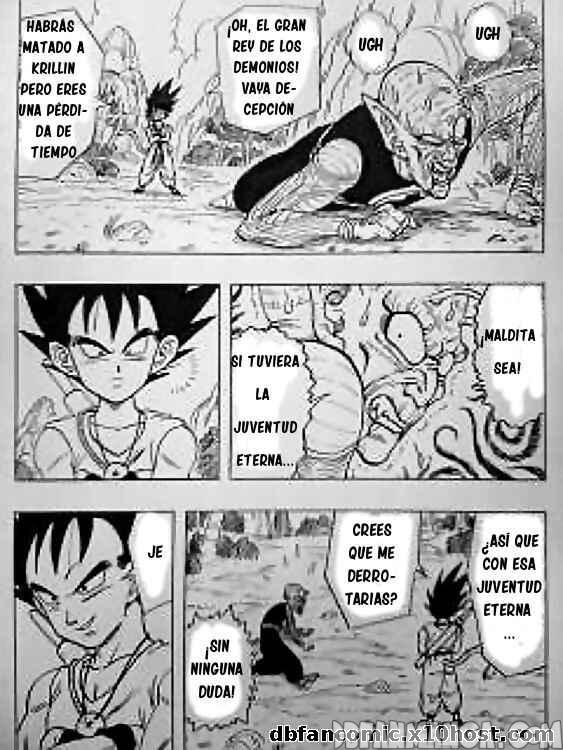 UGH
UGH
¡OH, EL GRAN
REY DE LOS
DEMONIOS!
VAYA DE-
CEPCIÓN
HABRÁS
MATADO A
KRILLIN
PERO ERES
UNA PÉRDI-
DA DE
TIEMPO
¡MALDITA
SEA!
SI TUVIERA
LA
JUVENTUD
ETERNA...
¿ASÍ QUE
CON ESA
JUVENTUD
ETERNA
...
CREES
QUE ME
DERRO-
TARIAS?
¡SIN
NINGUNA
DUDA!
JE
dbfancomic.x10host.com